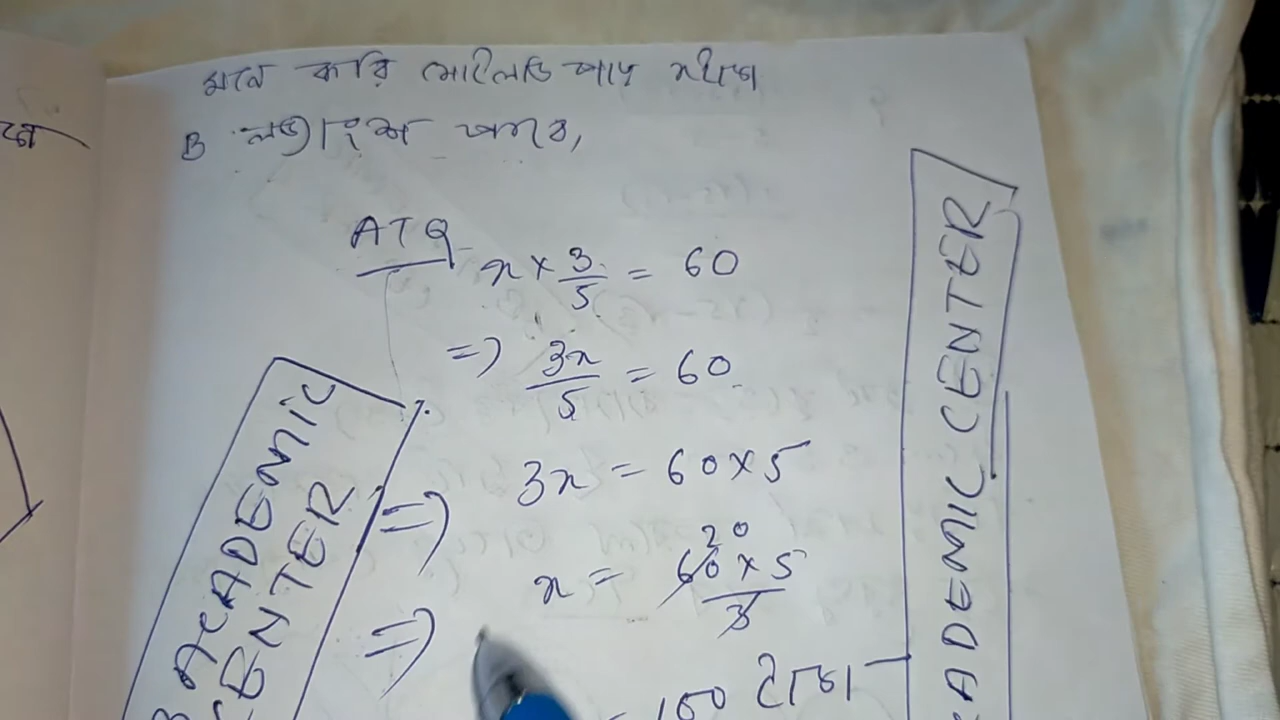 মনে করি
B লভ্যাংশ
ATQ x × 3/5 = 60
=> 3x/5 = 60
=> 3x = 60×5
=> x = 60×5/3
20
= 100 টাকা
ACADEMIC
CENTER
ACADEMIC CENTER